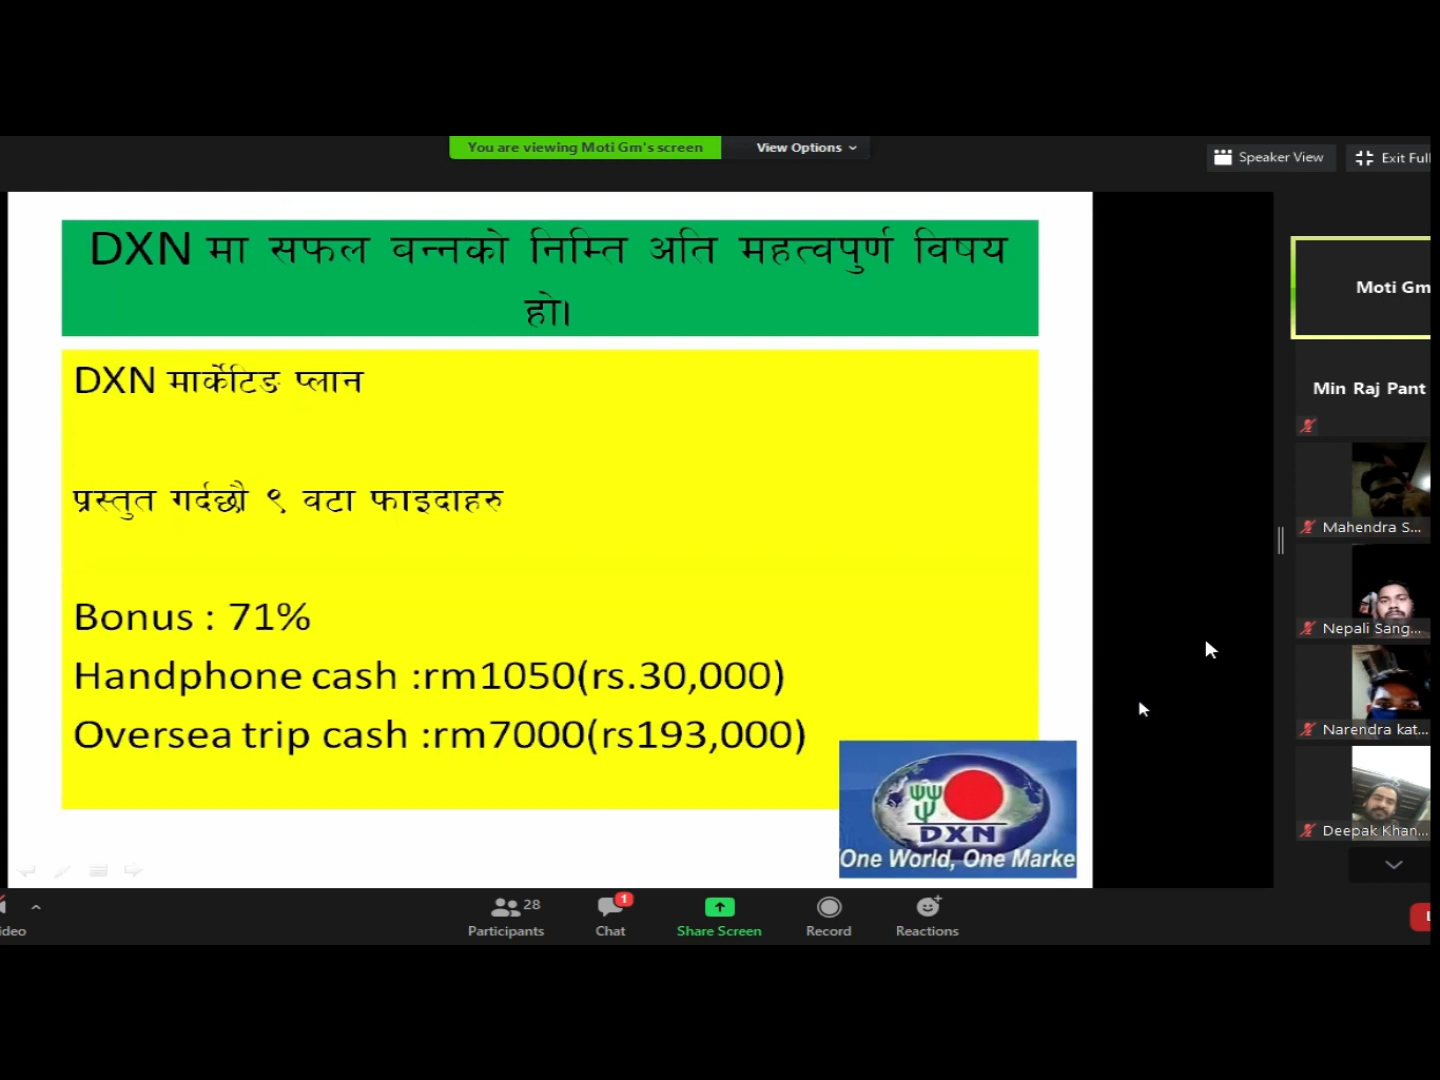 You are viewing Moti Gm's screen
View Options
Speaker View
Exit Full
DXN मा सफल वन्नको निम्ति अति महत्वपुर्ण विषय
हो।
DXN मार्केटिङ प्लान
प्रस्तुत गर्दछौ ९ वटा फाइदाहरु
Bonus : 71%
Handphone cash :rm1050(rs.30,000)
Oversea trip cash :rm7000(rs193,000)
DXN
One World, One Marke
Moti Gm
Min Raj Pant
Mahendra S...
Nepali Sang...
Narendra kat...
Deepak Khan...
ideo
28
Participants
1
Chat
Share Screen
Record
Reactions